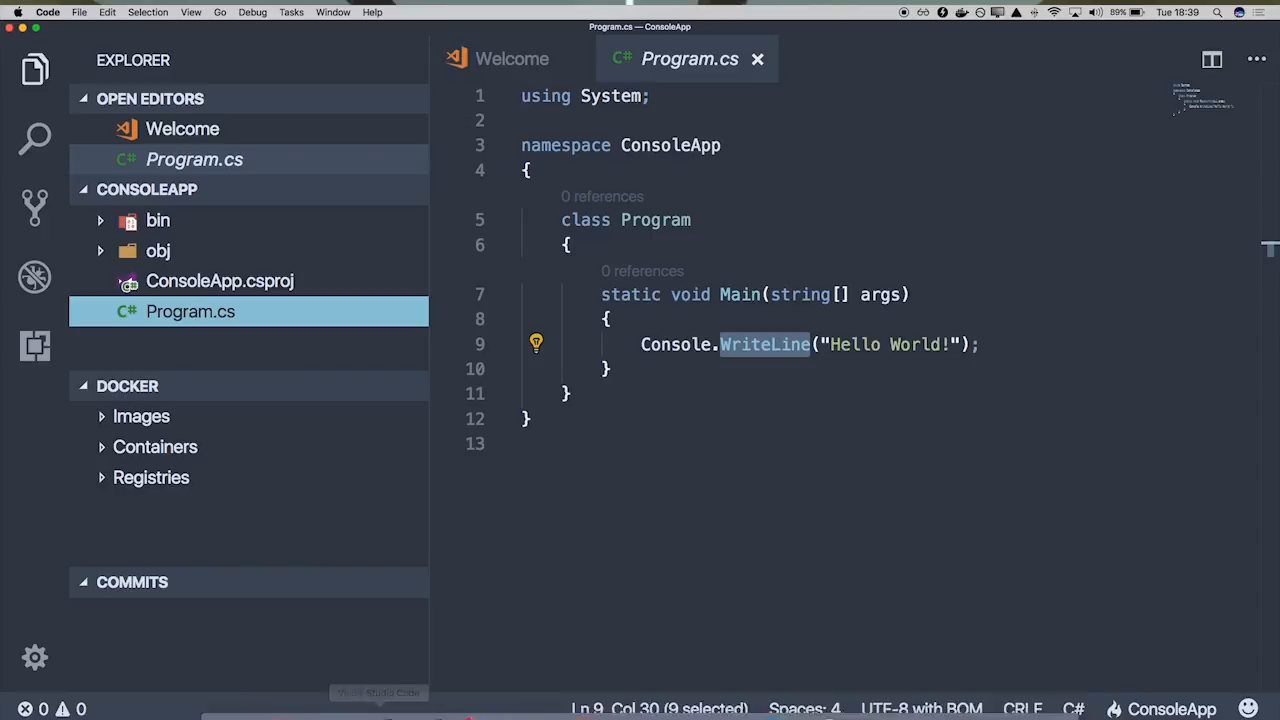 Code File Edit Selection View Go Debug Tasks Window Help 89% Tue 18:39
Program.cs — ConsoleApp
EXPLORER
OPEN EDITORS
Welcome
C# Program.cs
CONSOLEAPP
bin
obj
ConsoleApp.csproj
C# Program.cs
DOCKER
Images
Containers
Registries
COMMITS
Welcome C# Program.cs
1 using System;
2
3 namespace ConsoleApp
4 {
0 references
5 class Program
6 {
0 references
7 static void Main(string[] args)
8 {
9 Console.WriteLine("Hello World!");
10 }
11 }
12 }
13
Studio Code
0 0 Ln 9, Col 30 (9 selected) Spaces: 4 UTF-8 with BOM CRLF C# ConsoleApp